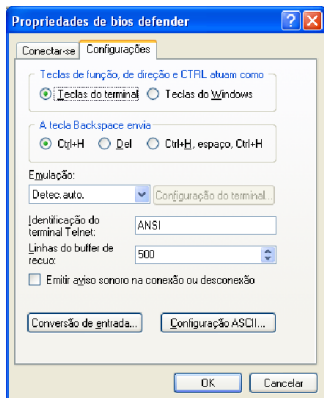 Propriedades de bios defender
Conectar-se
Configurações
Teclas de função, de direção e CTRL atuam como
Teclas do terminal
Teclas do Windows
A tecla Backspace envia
Ctrl+H
Del
Ctrl+H, espaço, Ctrl+H
Emulação:
Detec.auto.
Configuração do terminal...
Identificação do
terminal Telnet:
ANSI
Linhas do buffer de
recuo:
500
Emitir aviso sonoro na conexão ou desconexão
Conversão de entrada...
Configuração ASCII...
OK
Cancelar